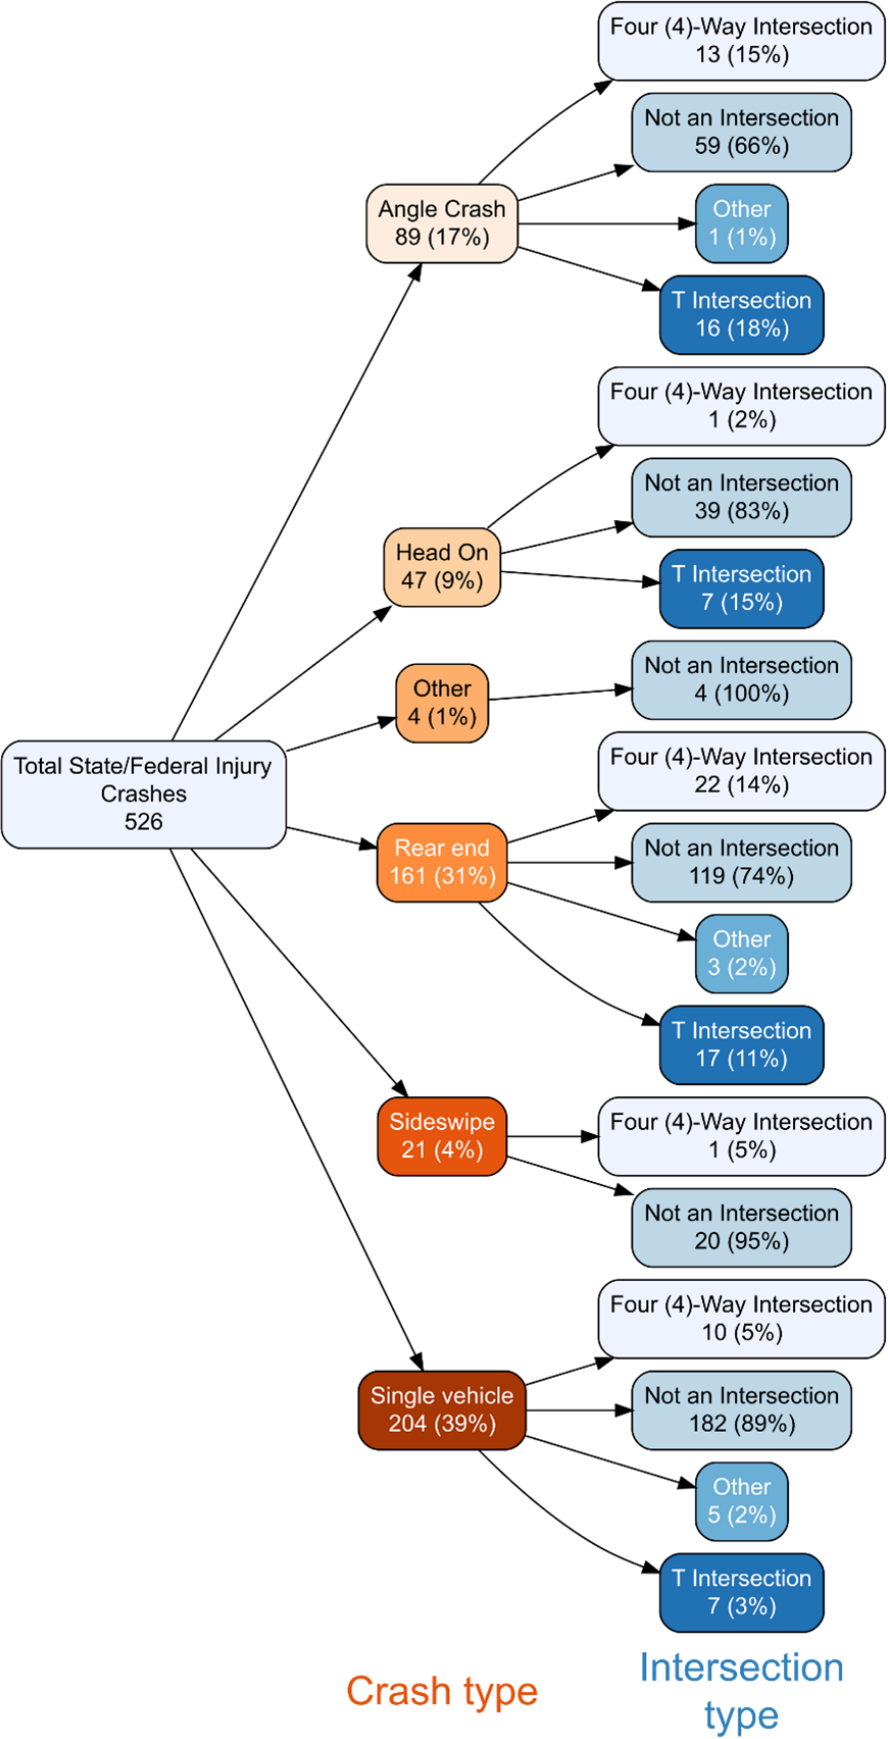 Four (4)-Way Intersection
13 (15%)
Not an Intersection
59 (66%)
Angle Crash
89 (17%)
Other
1 (1%)
T Intersection
16 (18%)
Four (4)-Way Intersection
1 (2%)
Not an Intersection
39 (83%)
Head On
47 (9%)
T Intersection
7 (15%)
Other
4 (1%)
Not an Intersection
4 (100%)
Total State/Federal Injury
Crashes
526
Four (4)-Way Intersection
22 (14%)
Rear end
161 (31%)
Not an Intersection
119 (74%)
Other
3 (2%)
T Intersection
17 (11%)
Sideswipe
21 (4%)
Four (4)-Way Intersection
1 (5%)
Not an Intersection
20 (95%)
Four (4)-Way Intersection
10 (5%)
Single vehicle
204 (39%)
Not an Intersection
182 (89%)
Other
5 (2%)
T Intersection
7 (3%)
Crash type
Intersection
type